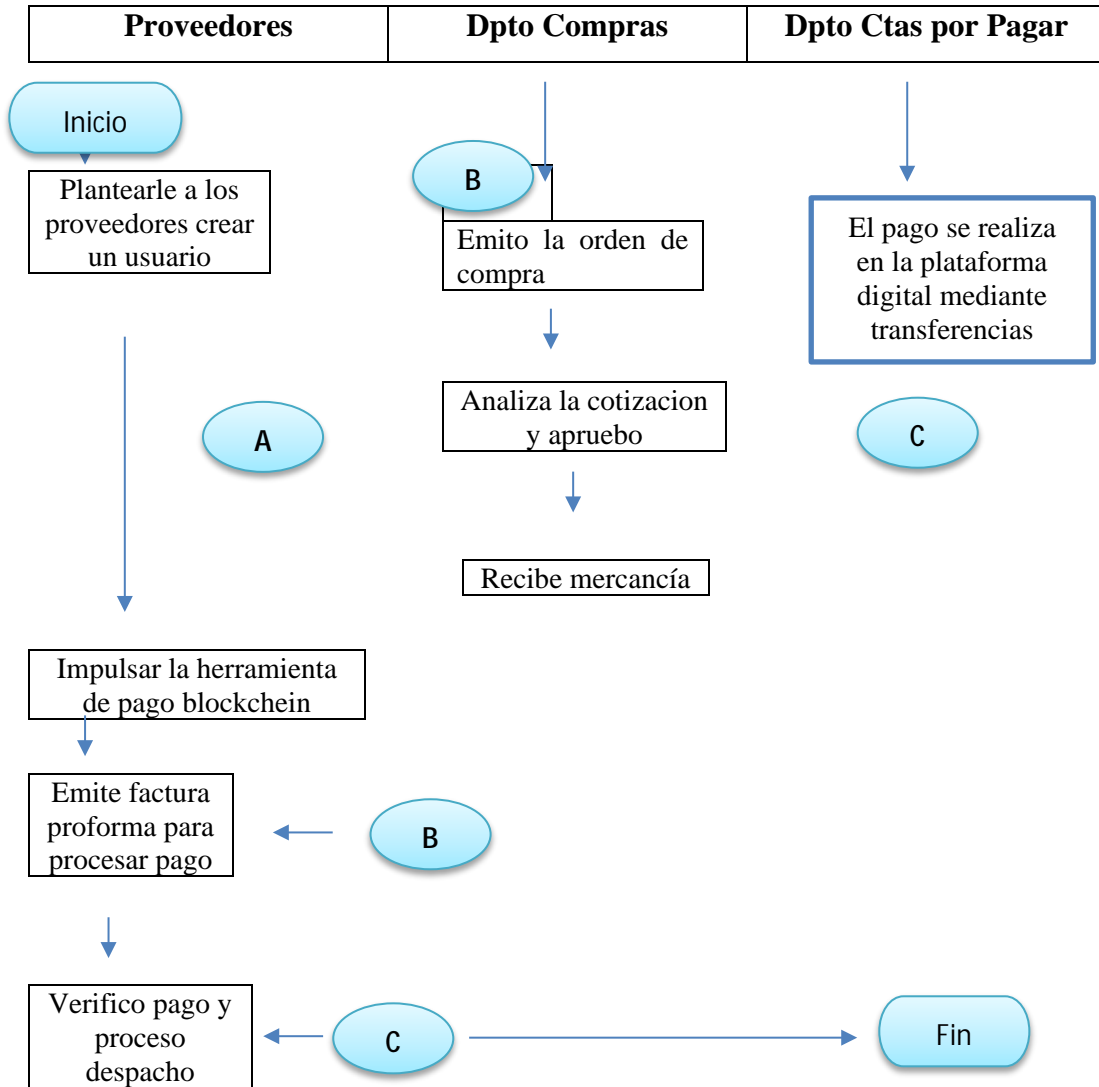 Proveedores
Dpto Compras
Dpto Ctas por Pagar
Inicio
Plantearle a los
proveedores crear
un usuario
A
Impulsar la herramienta
de pago blockchein
Emite factura
proforma para
procesar pago
B
Verifico pago y
proceso
despacho
C
B
Emito la orden de
compra
Analiza la cotizacion
y apruebo
Recibe mercancía
El pago se realiza
en la plataforma
digital mediante
transferencias
C
Fin